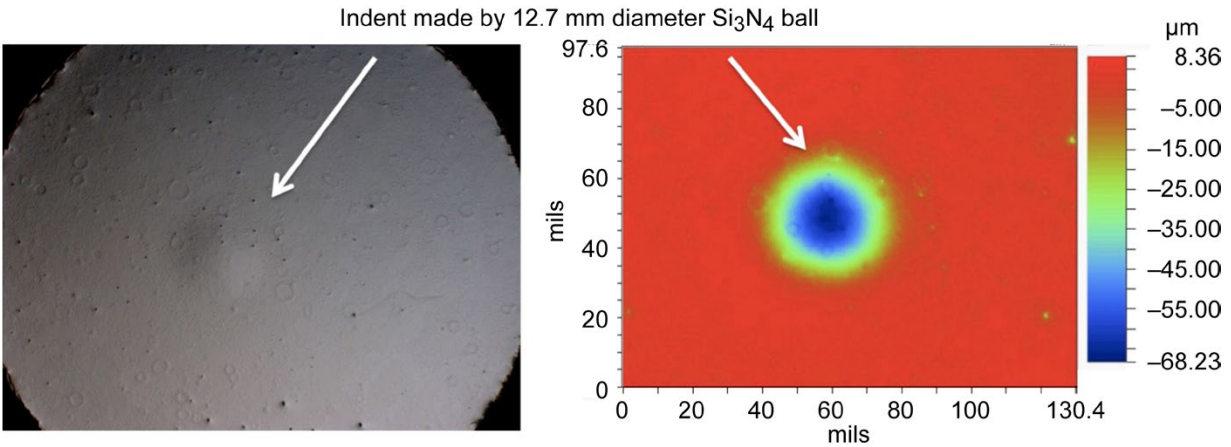 Indent made by 12.7 mm diameter Si₃N₄ ball
97.6
80
60
40
20
0
mils
0 20 40 60 80 100 130.4
mils
µm
8.36
–5.00
–15.00
–25.00
–35.00
–45.00
–55.00
–68.23